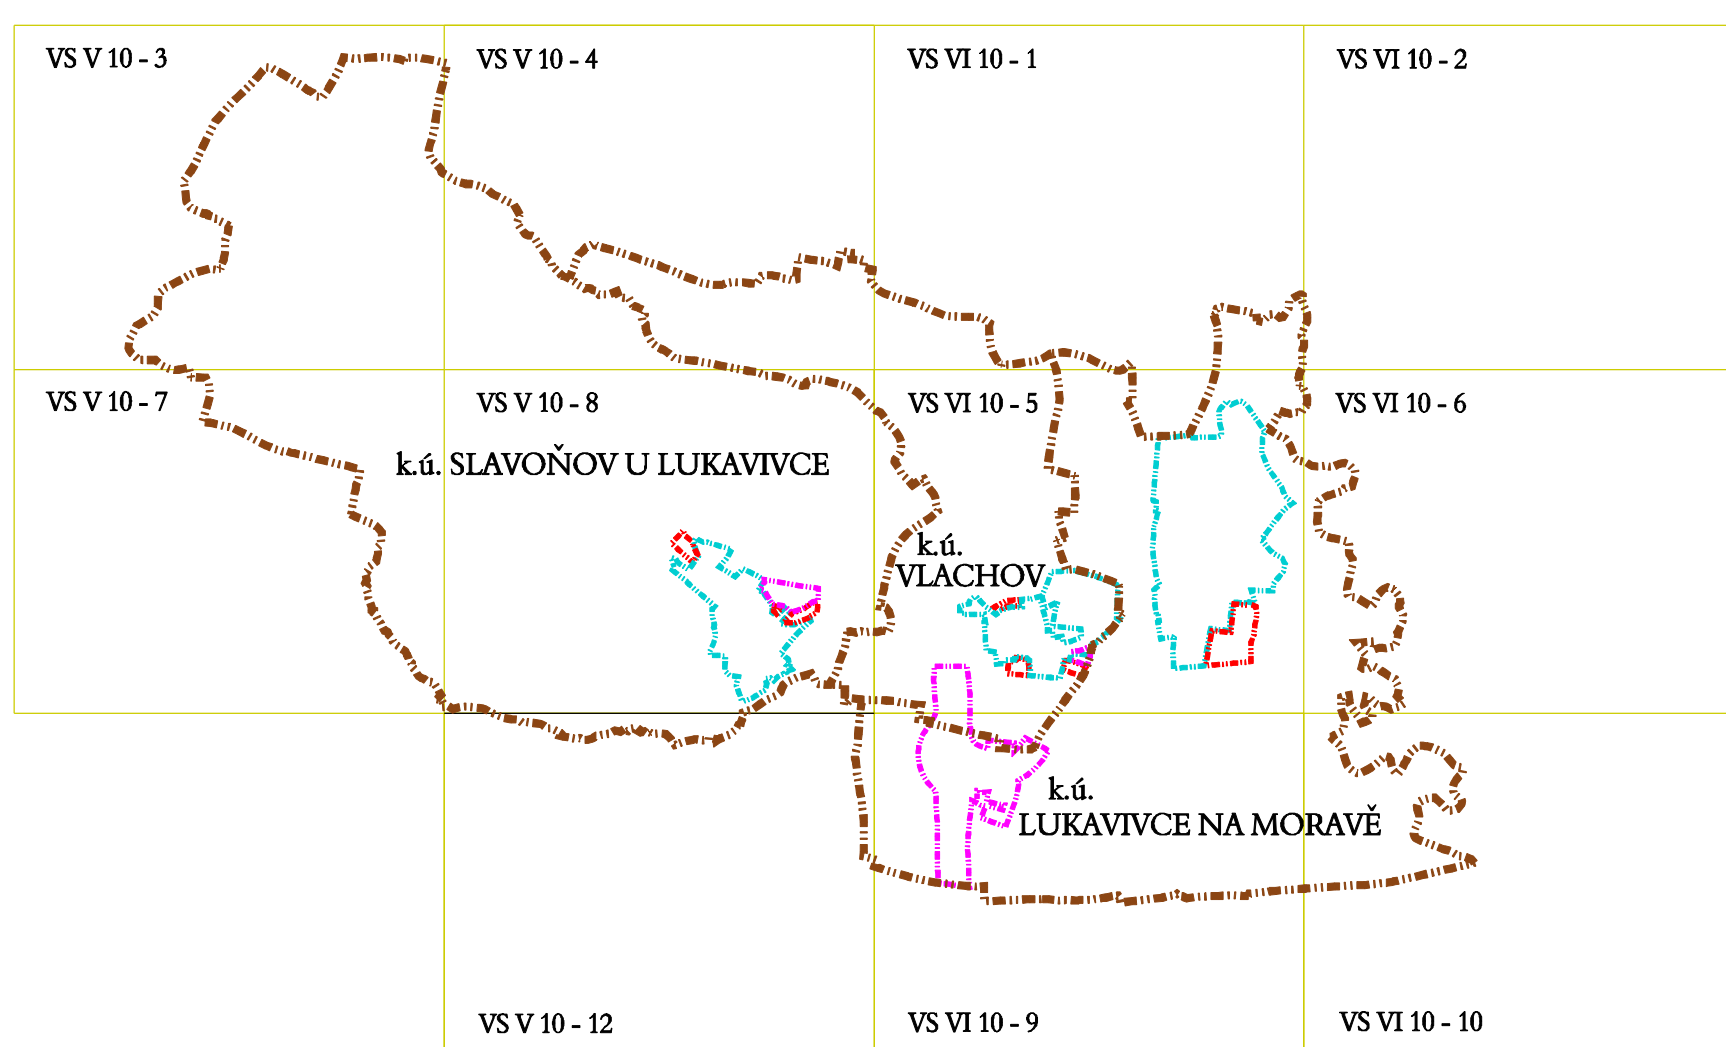 VS V 10 - 3
VS V 10 - 4
VS VI 10 - 1
VS VI 10 - 2
VS V 10 - 7
VS V 10 - 8
VS VI 10 - 5
VS VI 10 - 6
k.ú. SLAVOŇOV U LUKAVIVCE
k.ú.
VLACHOV
k.ú.
LUKAVIVCE NA MORAVĚ
VS V 10 - 12
VS VI 10 - 9
VS VI 10 - 10